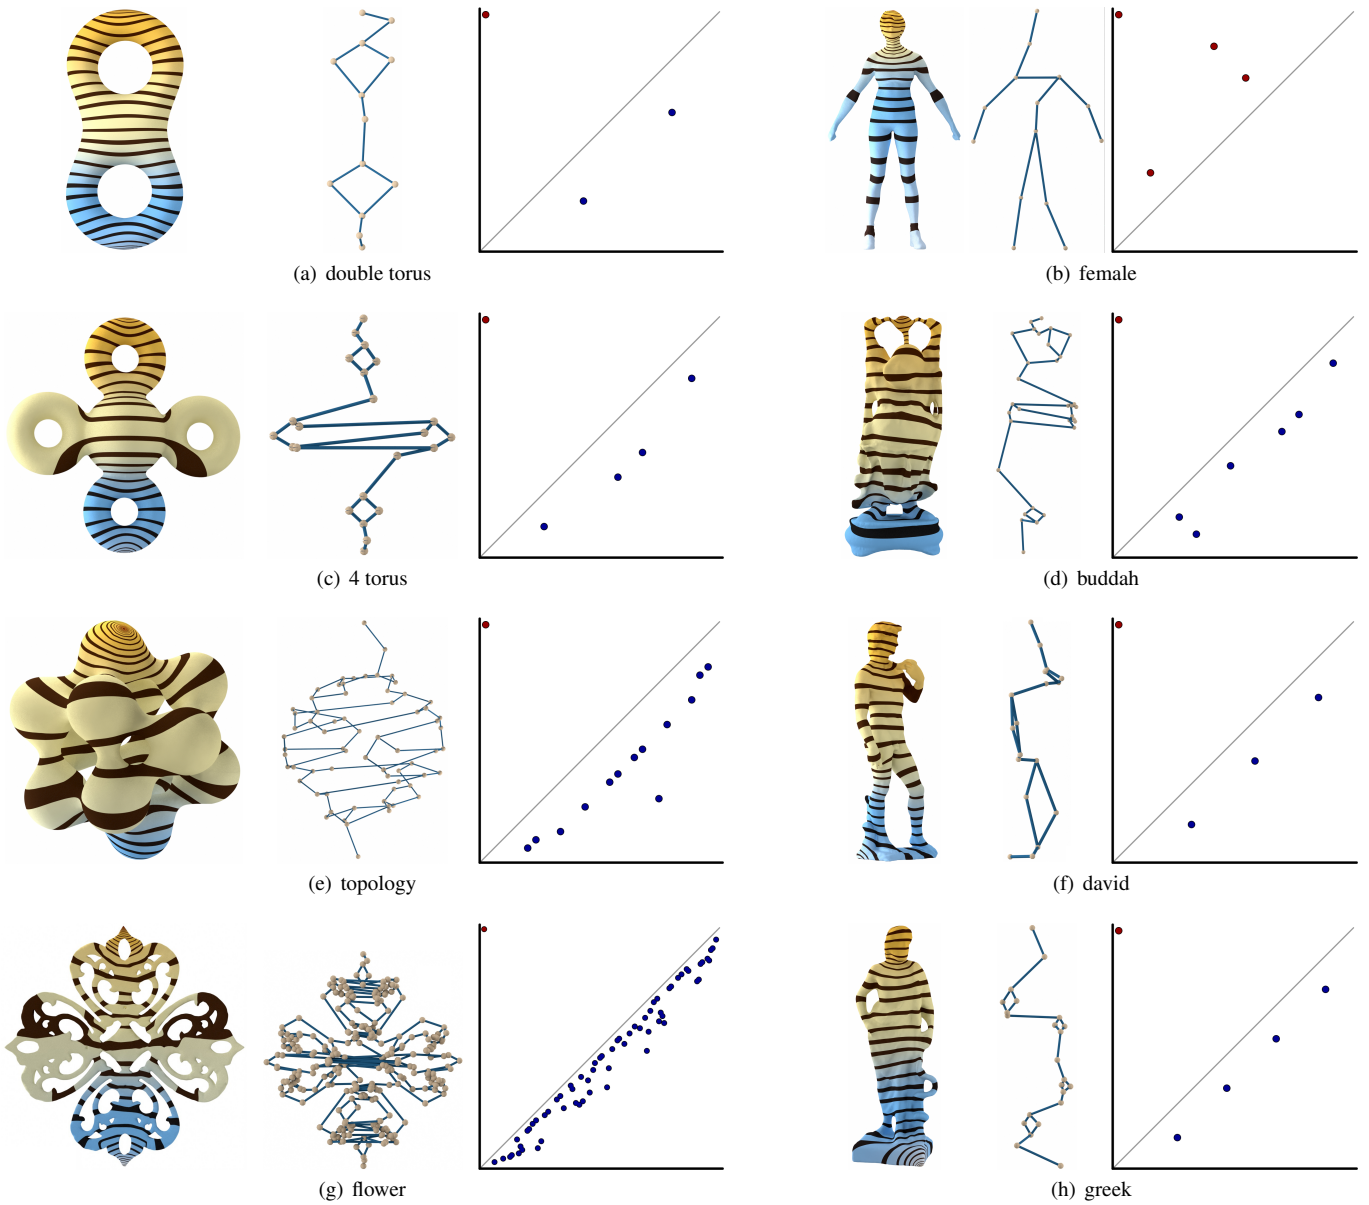 (a) double torus
(b) female
(c) 4 torus
(d) buddah
(e) topology
(f) david
(g) flower
(h) greek